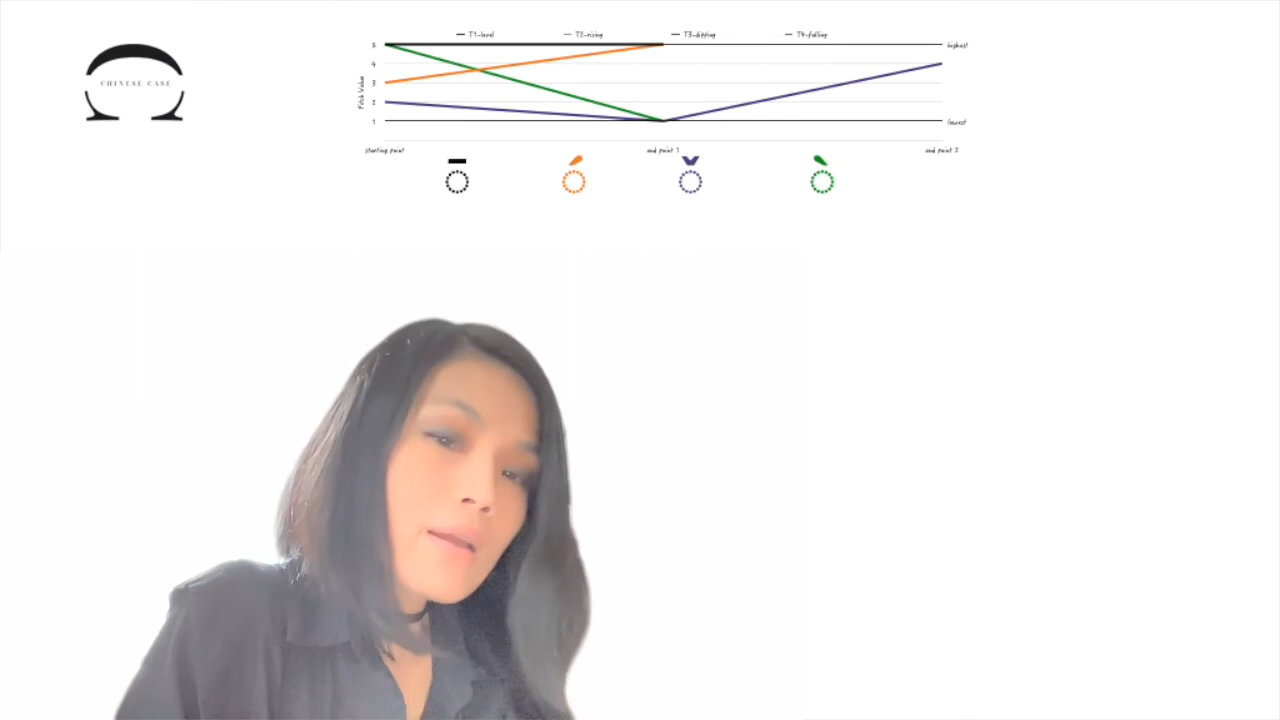 CHINESE CASE
T1-level T2-rising T3-dipping T4-falling
Pitch Value
5
4
3
2
1
highest
lowest
starting point end point 1 end point 2